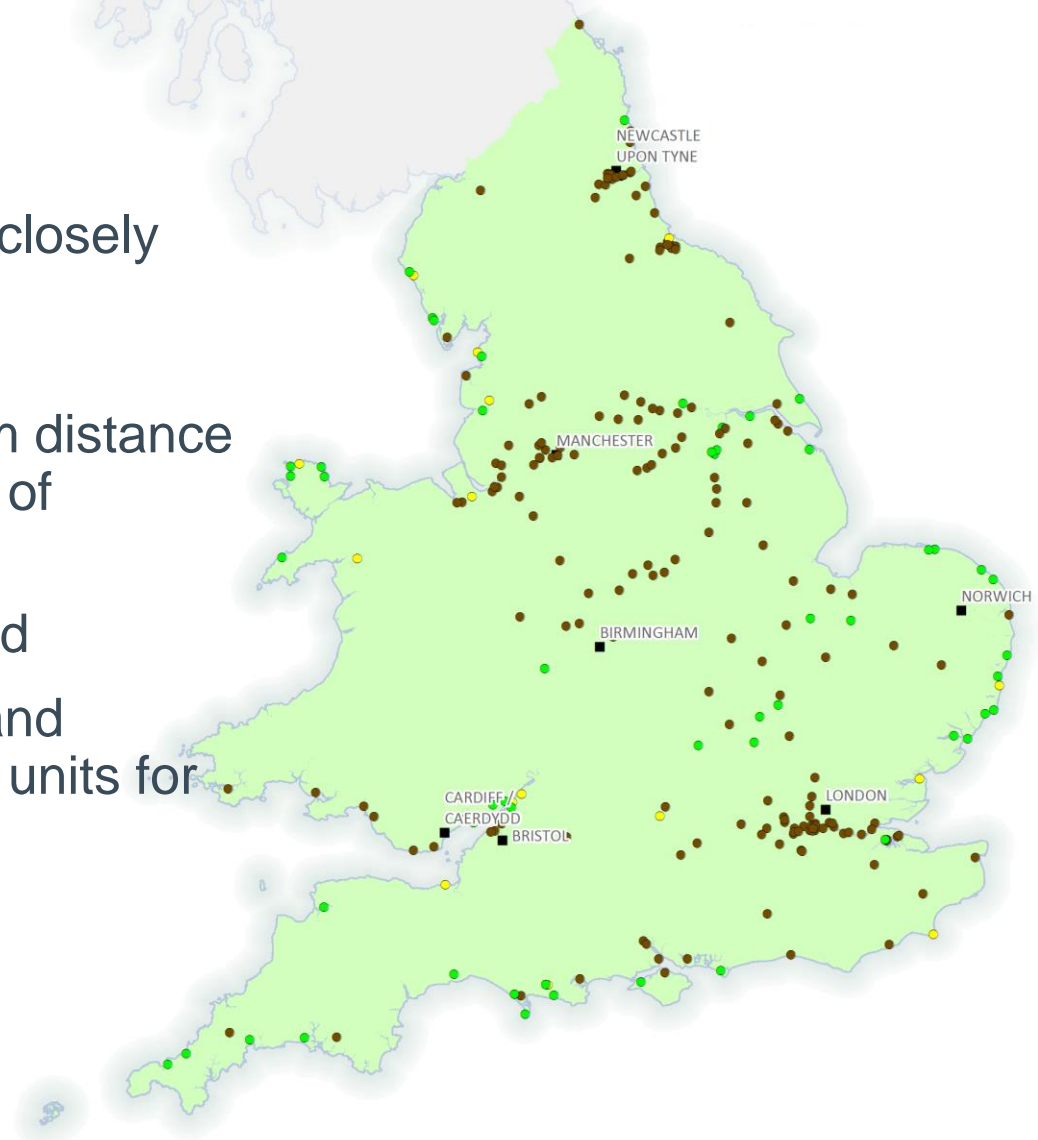 closely
m distance
of
d
and
units for
NEWCASTLE
UPON TYNE
MANCHESTER
NORWICH
BIRMINGHAM
CARDIFF /
CAERDYDD
BRISTOL
LONDON